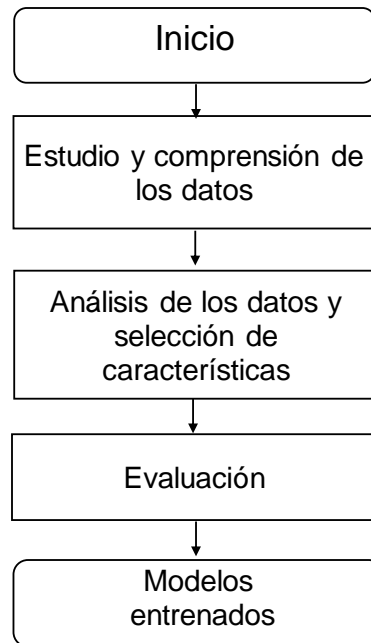 Inicio
Estudio y comprensión de
los datos
Análisis de los datos y
selección de
características
Evaluación
Modelos
entrenados